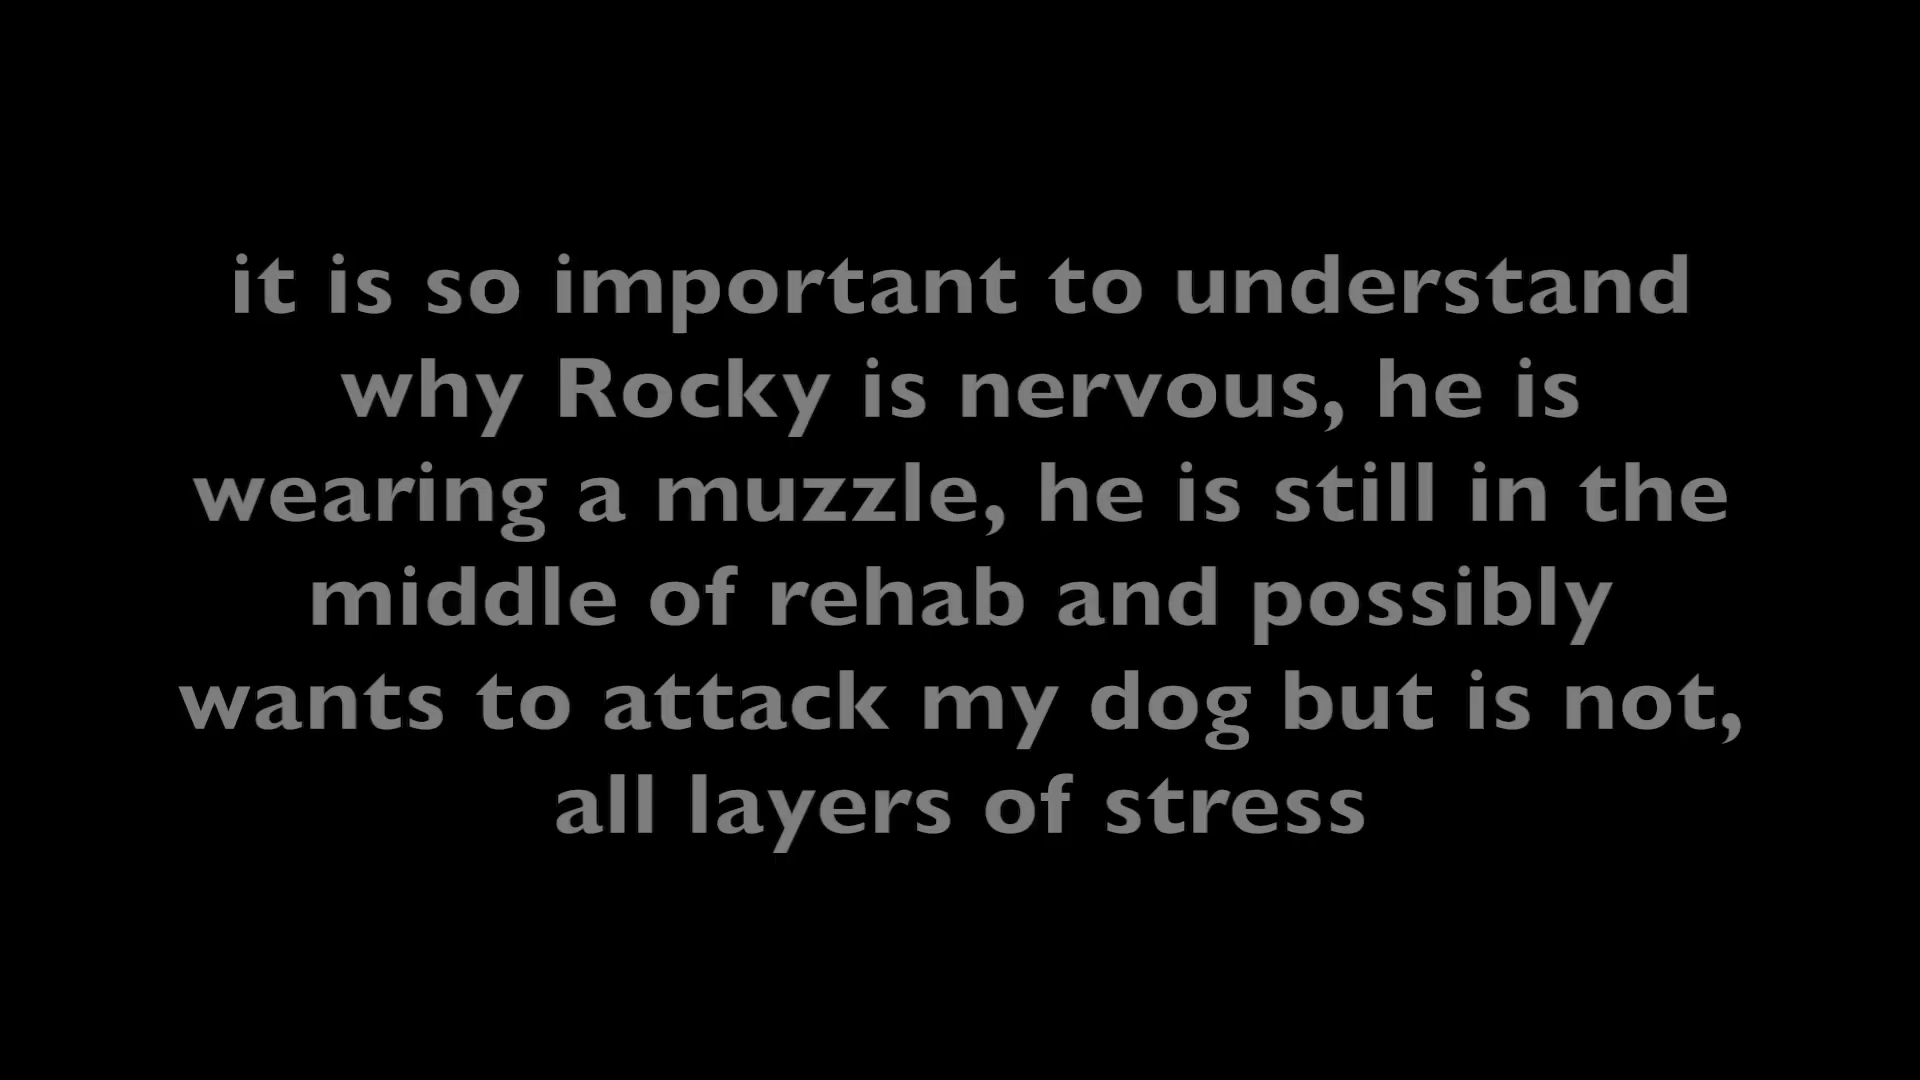 it is so important to understand
why Rocky is nervous, he is
wearing a muzzle, he is still in the
middle of rehab and possibly
wants to attack my dog but is not,
all layers of stress